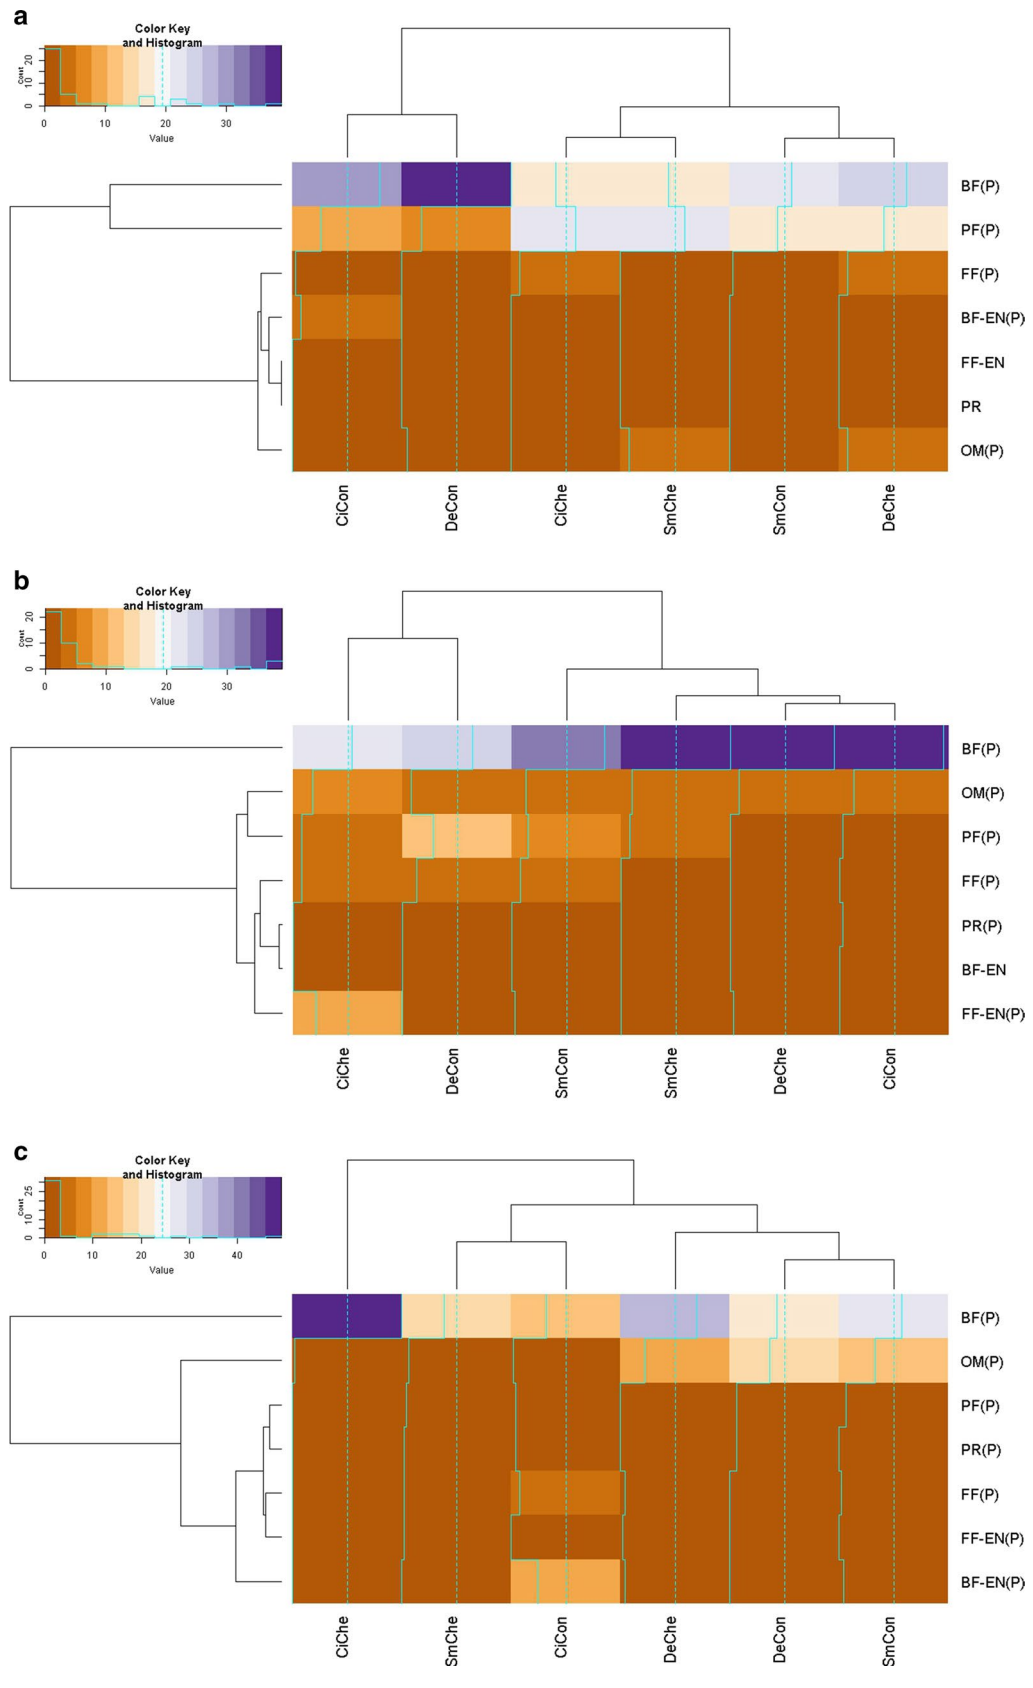 a
Color Key
and Histogram
Count
0 10 20
0 10 20 30
Value
BF(P)
PF(P)
FF(P)
BF-EN(P)
FF-EN
PR
OM(P)
CiCon DeCon CiChe SmChe SmCon DeChe
b
Color Key
and Histogram
Count
0 10 20
0 10 20 30
Value
BF(P)
OM(P)
PF(P)
FF(P)
PR(P)
BF-EN
FF-EN(P)
CiChe DeCon SmCon SmChe DeChe CiCon
c
Color Key
and Histogram
Count
0 10 25
0 10 20 30 40
Value
BF(P)
OM(P)
PF(P)
PR(P)
FF(P)
FF-EN(P)
BF-EN(P)
CiChe SmChe CiCon DeChe DeCon SmCon